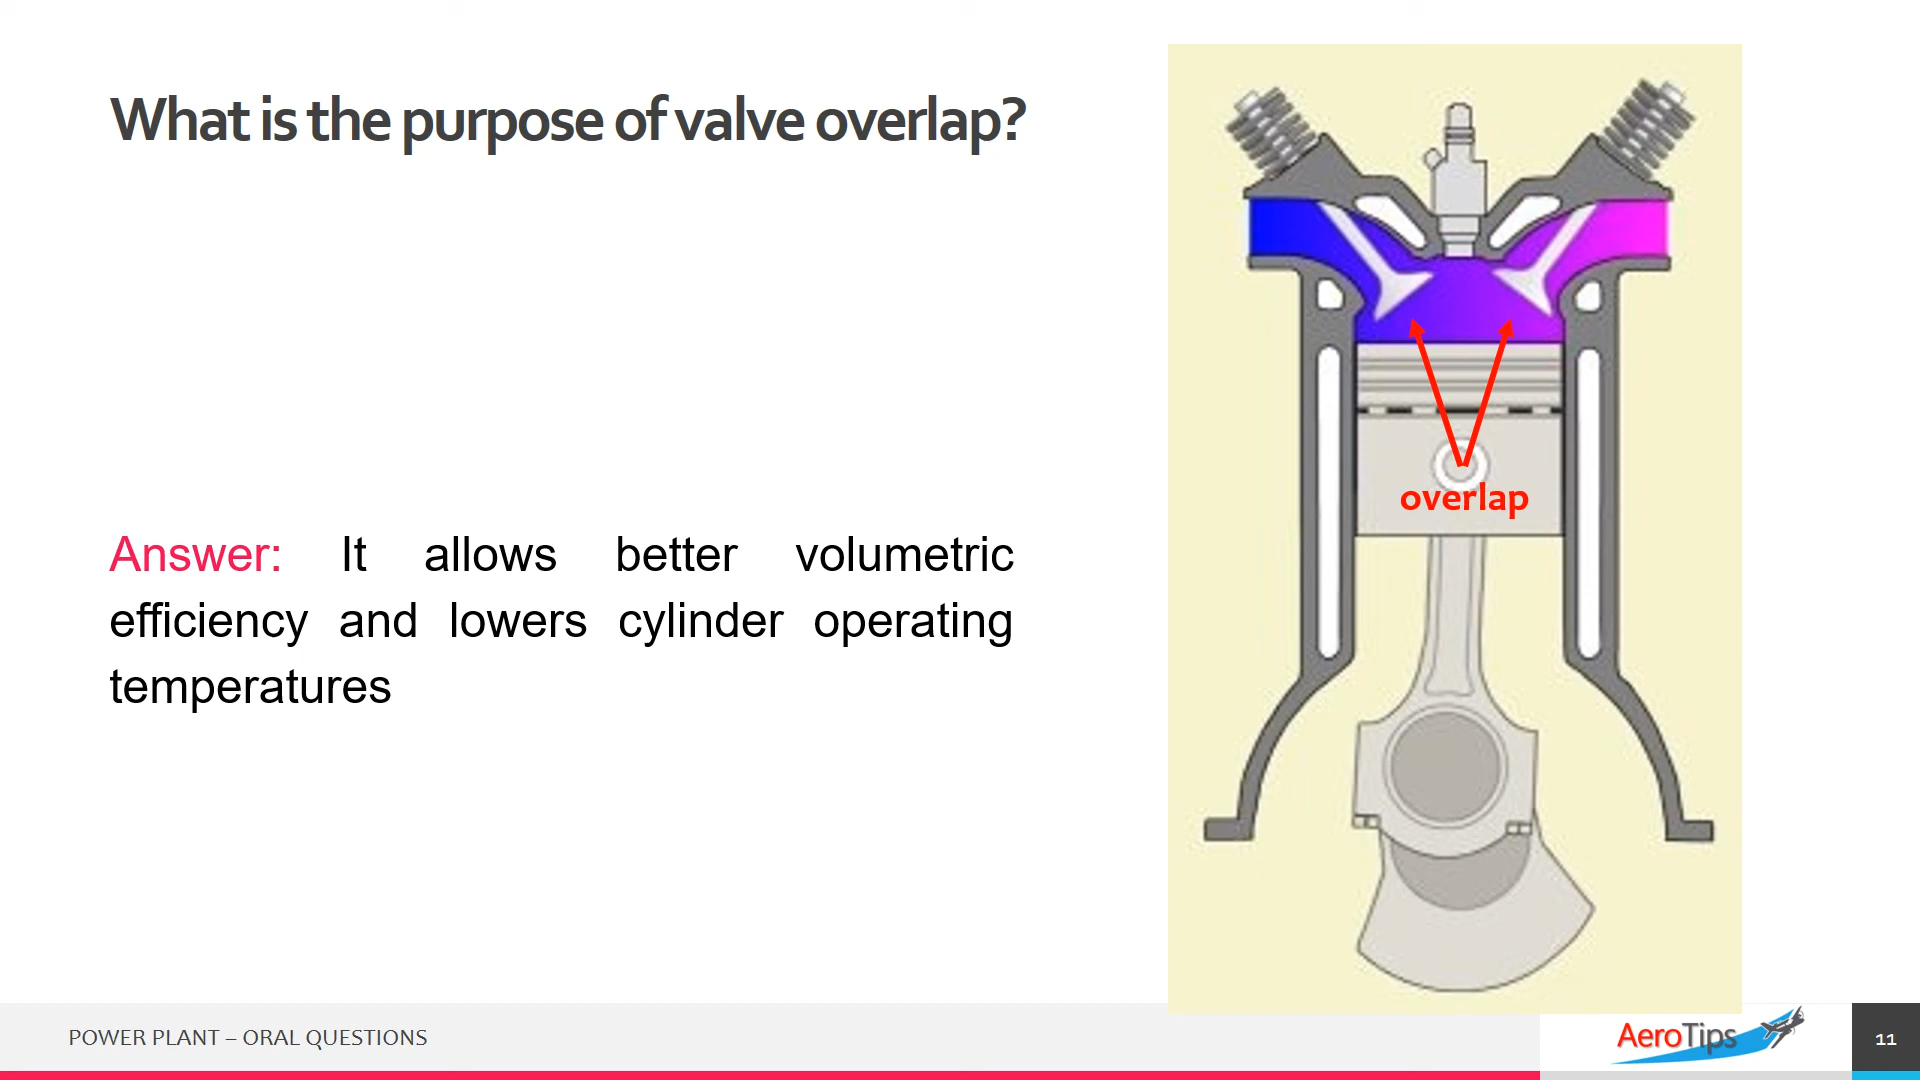 What is the purpose of valve overlap?
overlap
Answer: It allows better volumetric
efficiency and lowers cylinder operating
temperatures
POWER PLANT – ORAL QUESTIONS
AeroTips
11